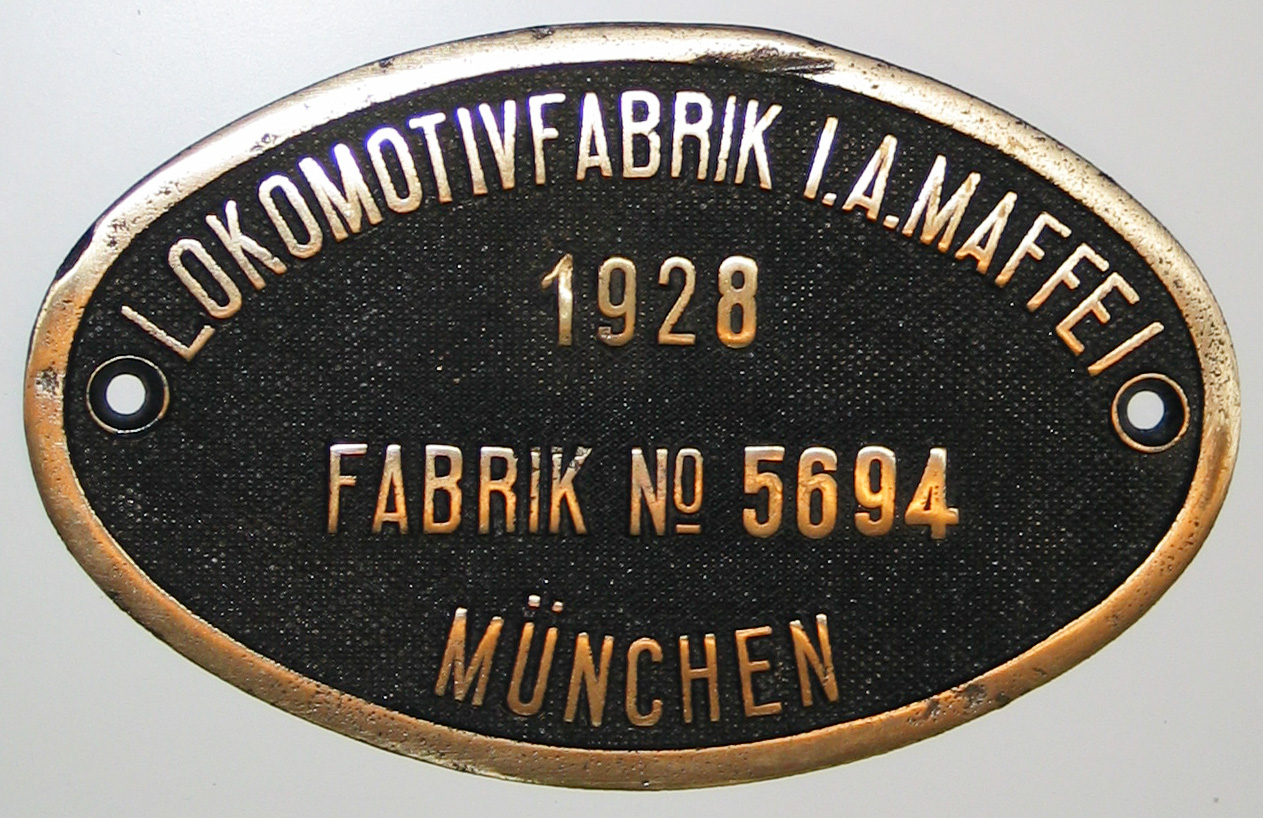 LOKOMOTIVFABRIK I.A.MAFFEI
1928
FABRIK Nº 5694
MÜNCHEN